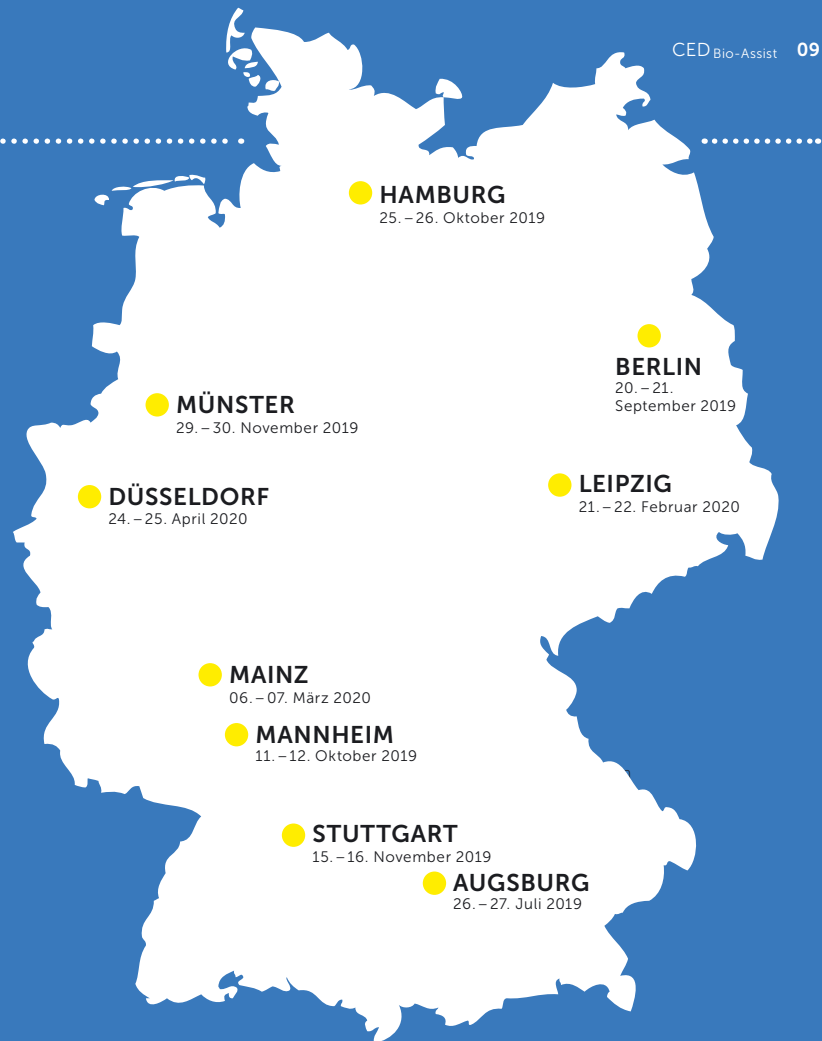 CED Bio-Assist 09
HAMBURG
25. – 26. Oktober 2019
BERLIN
20. – 21.
September 2019
MÜNSTER
29. – 30. November 2019
LEIPZIG
21. – 22. Februar 2020
DÜSSELDORF
24. – 25. April 2020
MAINZ
06. – 07. März 2020
MANNHEIM
11. – 12. Oktober 2019
STUTTGART
15. – 16. November 2019
AUGSBURG
26. – 27. Juli 2019